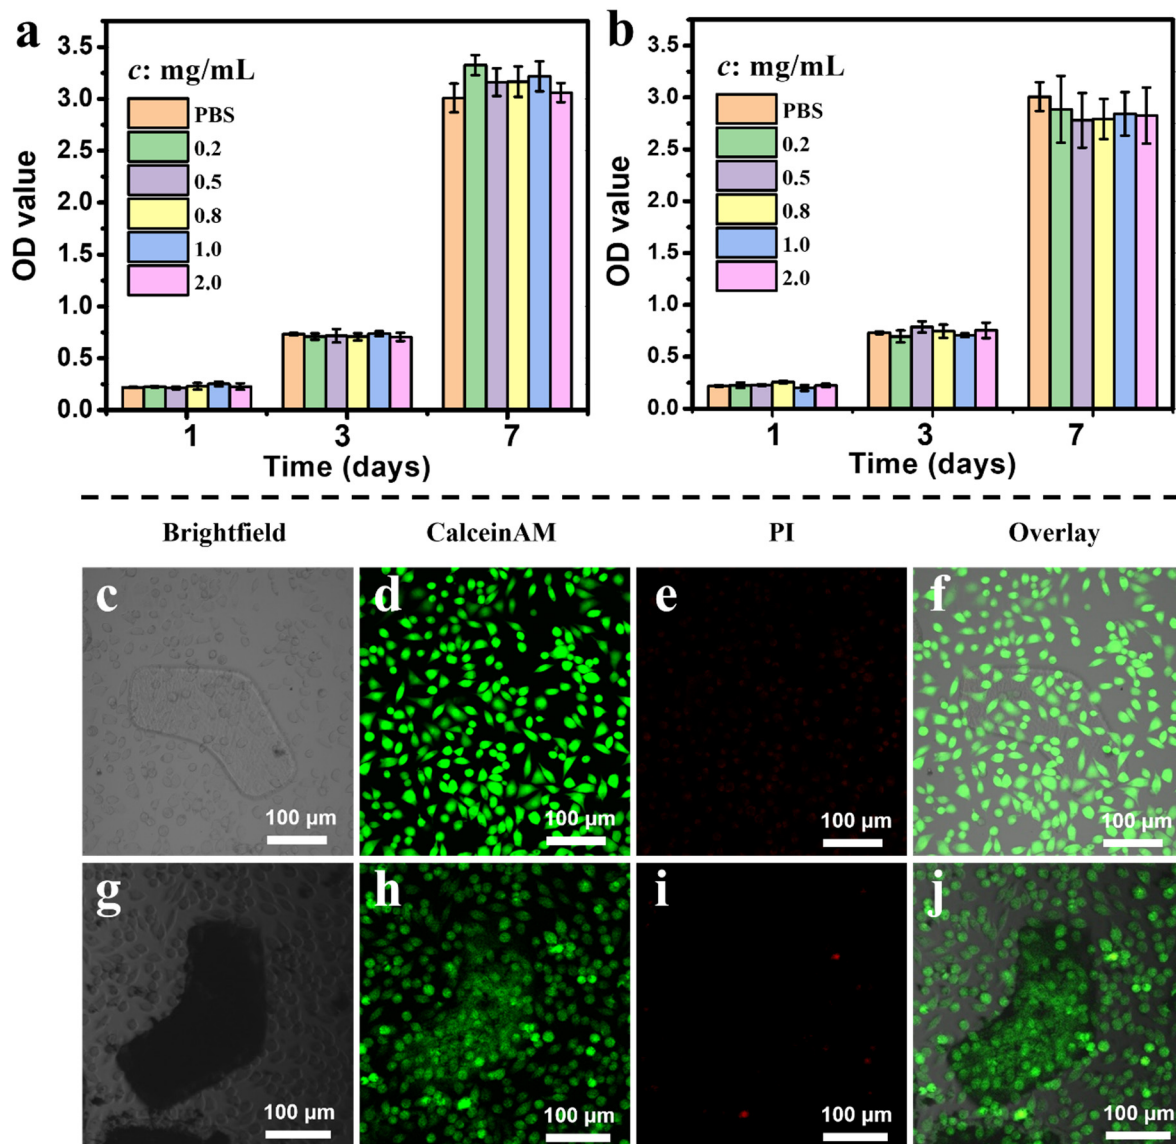 a
c: mg/mL
PBS
0.2
0.5
0.8
1.0
2.0
OD value
3.5
3.0
2.5
2.0
1.5
1.0
0.5
0.0
1 3 7
Time (days)
b
c: mg/mL
PBS
0.2
0.5
0.8
1.0
2.0
OD value
3.5
3.0
2.5
2.0
1.5
1.0
0.5
0.0
1 3 7
Time (days)
Brightfield CalceinAM PI Overlay
c d e f
100 μm 100 μm 100 μm 100 μm
g h i j
100 μm 100 μm 100 μm 100 μm